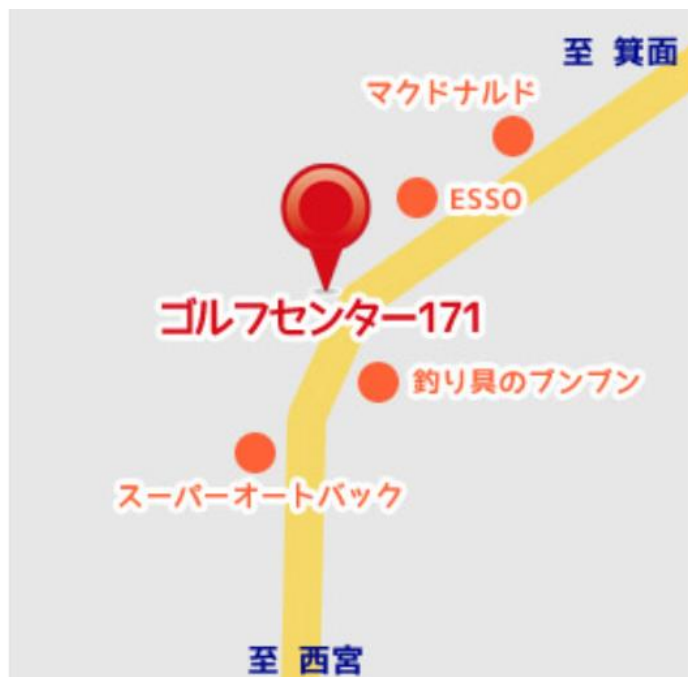 至 箕面
マクドナルド
ESSO
ゴルフセンター171
釣り具のブンブン
スーパーオートバック
至 西宮